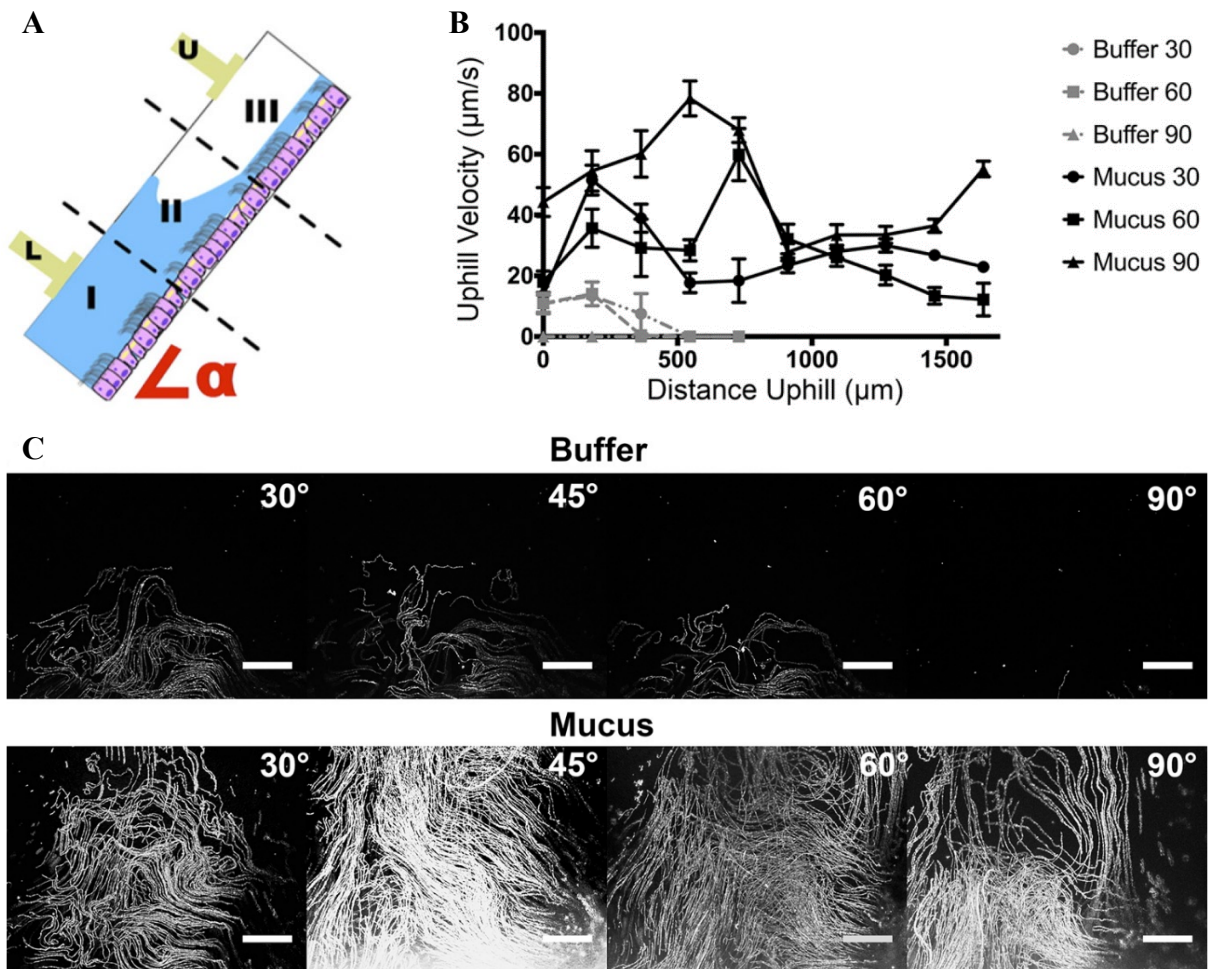 A
U
III
II
L
I
∠α
B
100
80
60
40
20
0
Uphill Velocity (μm/s)
0 500 1000 1500
Distance Uphill (μm)
Buffer 30
Buffer 60
Buffer 90
Mucus 30
Mucus 60
Mucus 90
C
Buffer
30° 45° 60° 90°
Mucus
30° 45° 60° 90°